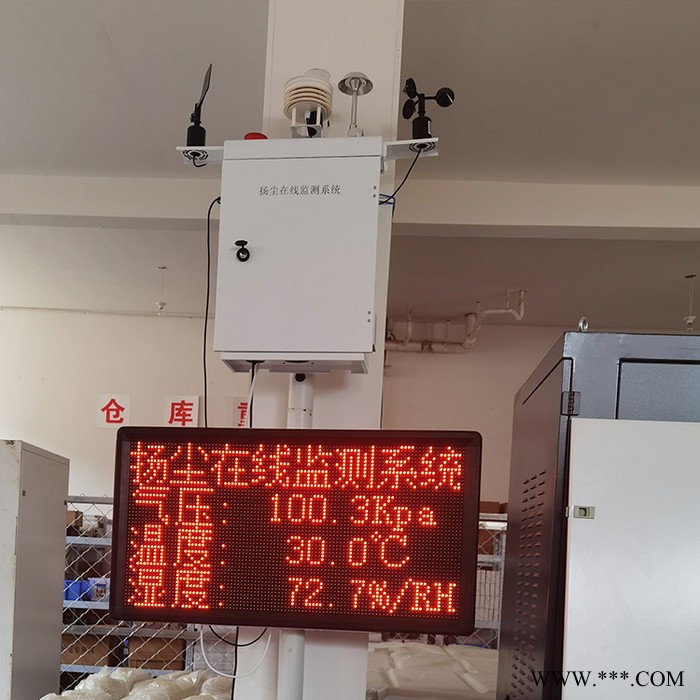 扬尘在线监测系统
仓 库 重
扬尘在线监测系统
气压: 100.3Kpa
温度: 30.0℃
湿度: 72.7%/RH
WWW.***.COM